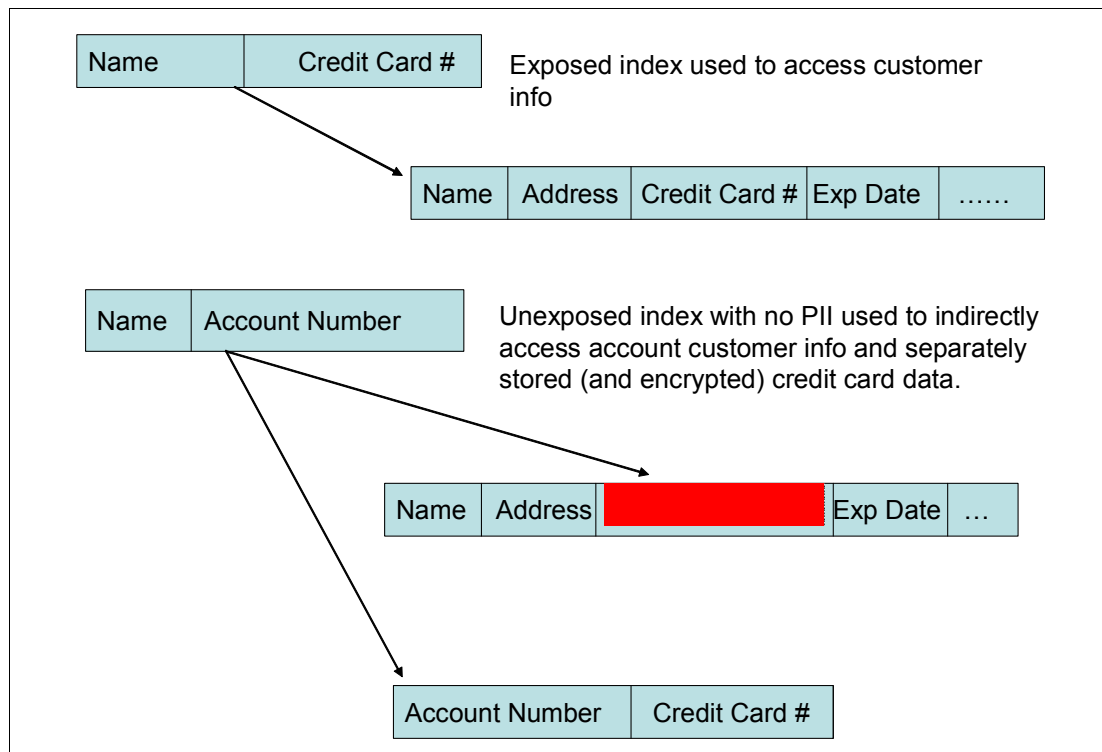 Name Credit Card #
Exposed index used to access customer
info
Name Address Credit Card # Exp Date ......
Name Account Number
Unexposed index with no PII used to indirectly
access account customer info and separately
stored (and encrypted) credit card data.
Name Address Exp Date ...
Account Number Credit Card #